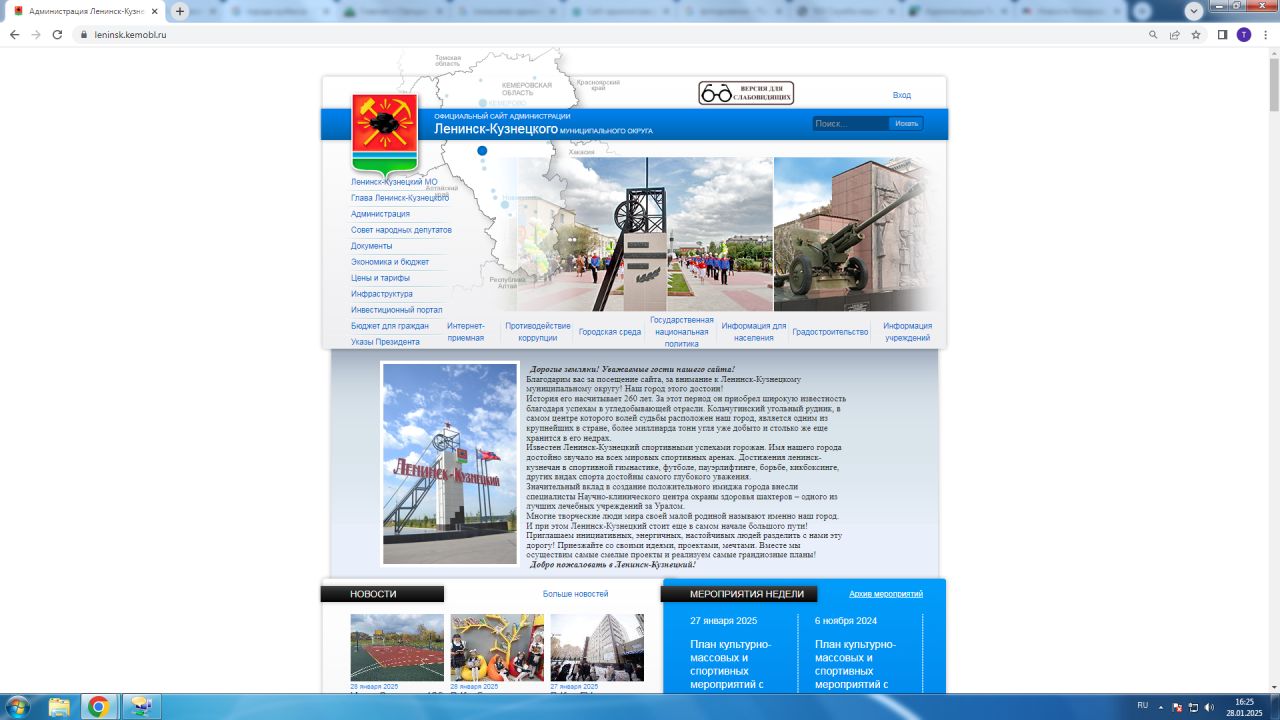 Администрация Ленинск-Кузнец
leninsk.kemobl.ru
Томская
область
КЕМЕРОВСКАЯ
ОБЛАСТЬ
Красноярский
край
КЕМЕРОВО
ВЕРСИЯ ДЛЯ
СЛАБОВИДЯЩИХ
Вход
ОФИЦИАЛЬНЫЙ САЙТ АДМИНИСТРАЦИИ
Ленинск-Кузнецкого МУНИЦИПАЛЬНОГО ОКРУГА
Поиск...
Искать
Хакасия
Алтайский
край
Республика
Алтай
Ленинск-Кузнецкий МО
Глава Ленинск-Кузнецкого
Администрация
Совет народных депутатов
Документы
Экономика и бюджет
Цены и тарифы
Инфраструктура
Инвестиционный портал
Бюджет для граждан
Указы Президента
Интернет-
приемная
Противодействие
коррупции
Городская среда
Государственная
национальная
политика
Информация для
населения
Градостроительство
Информация
учреждений
Ленинск-Кузнецкий
Дорогие земляки! Уважаемые гости нашего сайта!
Благодарим вас за посещение сайта, за внимание к Ленинск-Кузнецкому
муниципальному округу! Наш город этого достоин!
История его насчитывает 260 лет. За этот период он приобрел широкую известность
благодаря успехам в угледобывающей отрасли. Кольчугинский угольный рудник, в
самом центре которого волей судьбы расположен наш город, является одним из
крупнейших в стране, более миллиарда тонн угля уже добыто и столько же еще
хранится в его недрах.
Известен Ленинск-Кузнецкий спортивными успехами горожан. Имя нашего города
достойно звучало на всех мировых спортивных аренах. Достижения ленинск-
кузнечан в спортивной гимнастике, футболе, пауэрлифтинге, борьбе, кикбоксинге,
других видах спорта достойны самого глубокого уважения.
Значительный вклад в создание положительного имиджа города внесли
специалисты Научно-клинического центра охраны здоровья шахтеров – одного из
лучших лечебных учреждений за Уралом.
Многие творческие люди мира своей малой родиной называют именно наш город.
И при этом Ленинск-Кузнецкий стоит еще в самом начале большого пути!
Приглашаем инициативных, энергичных, настойчивых людей разделить с нами эту
дорогу! Приезжайте со своими идеями, проектами, мечтами. Вместе мы
осуществим самые смелые проекты и реализуем самые грандиозные планы!
Добро пожаловать в Ленинск-Кузнецкий!
НОВОСТИ
Больше новостей
МЕРОПРИЯТИЯ НЕДЕЛИ
Архив мероприятий
28 января 2025
28 января 2025
27 января 2025
27 января 2025
План культурно-
массовых и
спортивных
мероприятий с
6 ноября 2024
План культурно-
массовых и
спортивных
мероприятий с
RU
16:25
28.01.2025